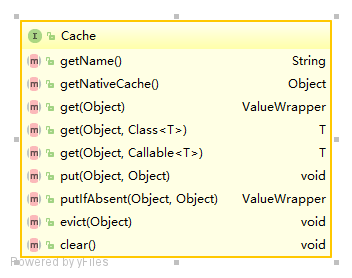 I Cache
m getName() String
m getNativeCache() Object
m get(Object) ValueWrapper
m get(Object, Class<T>) T
m get(Object, Callable<T>) T
m put(Object, Object) void
m putIfAbsent(Object, Object) ValueWrapper
m evict(Object) void
m clear() void
Powered by yFiles